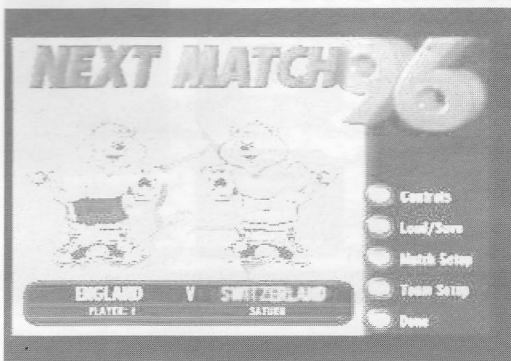 NEXT MATCH 96
Controls
Load/Save
Match Setup
Team Setup
Done
ENGLAND V SWITZERLAND
PLAYER: 1 SATURN